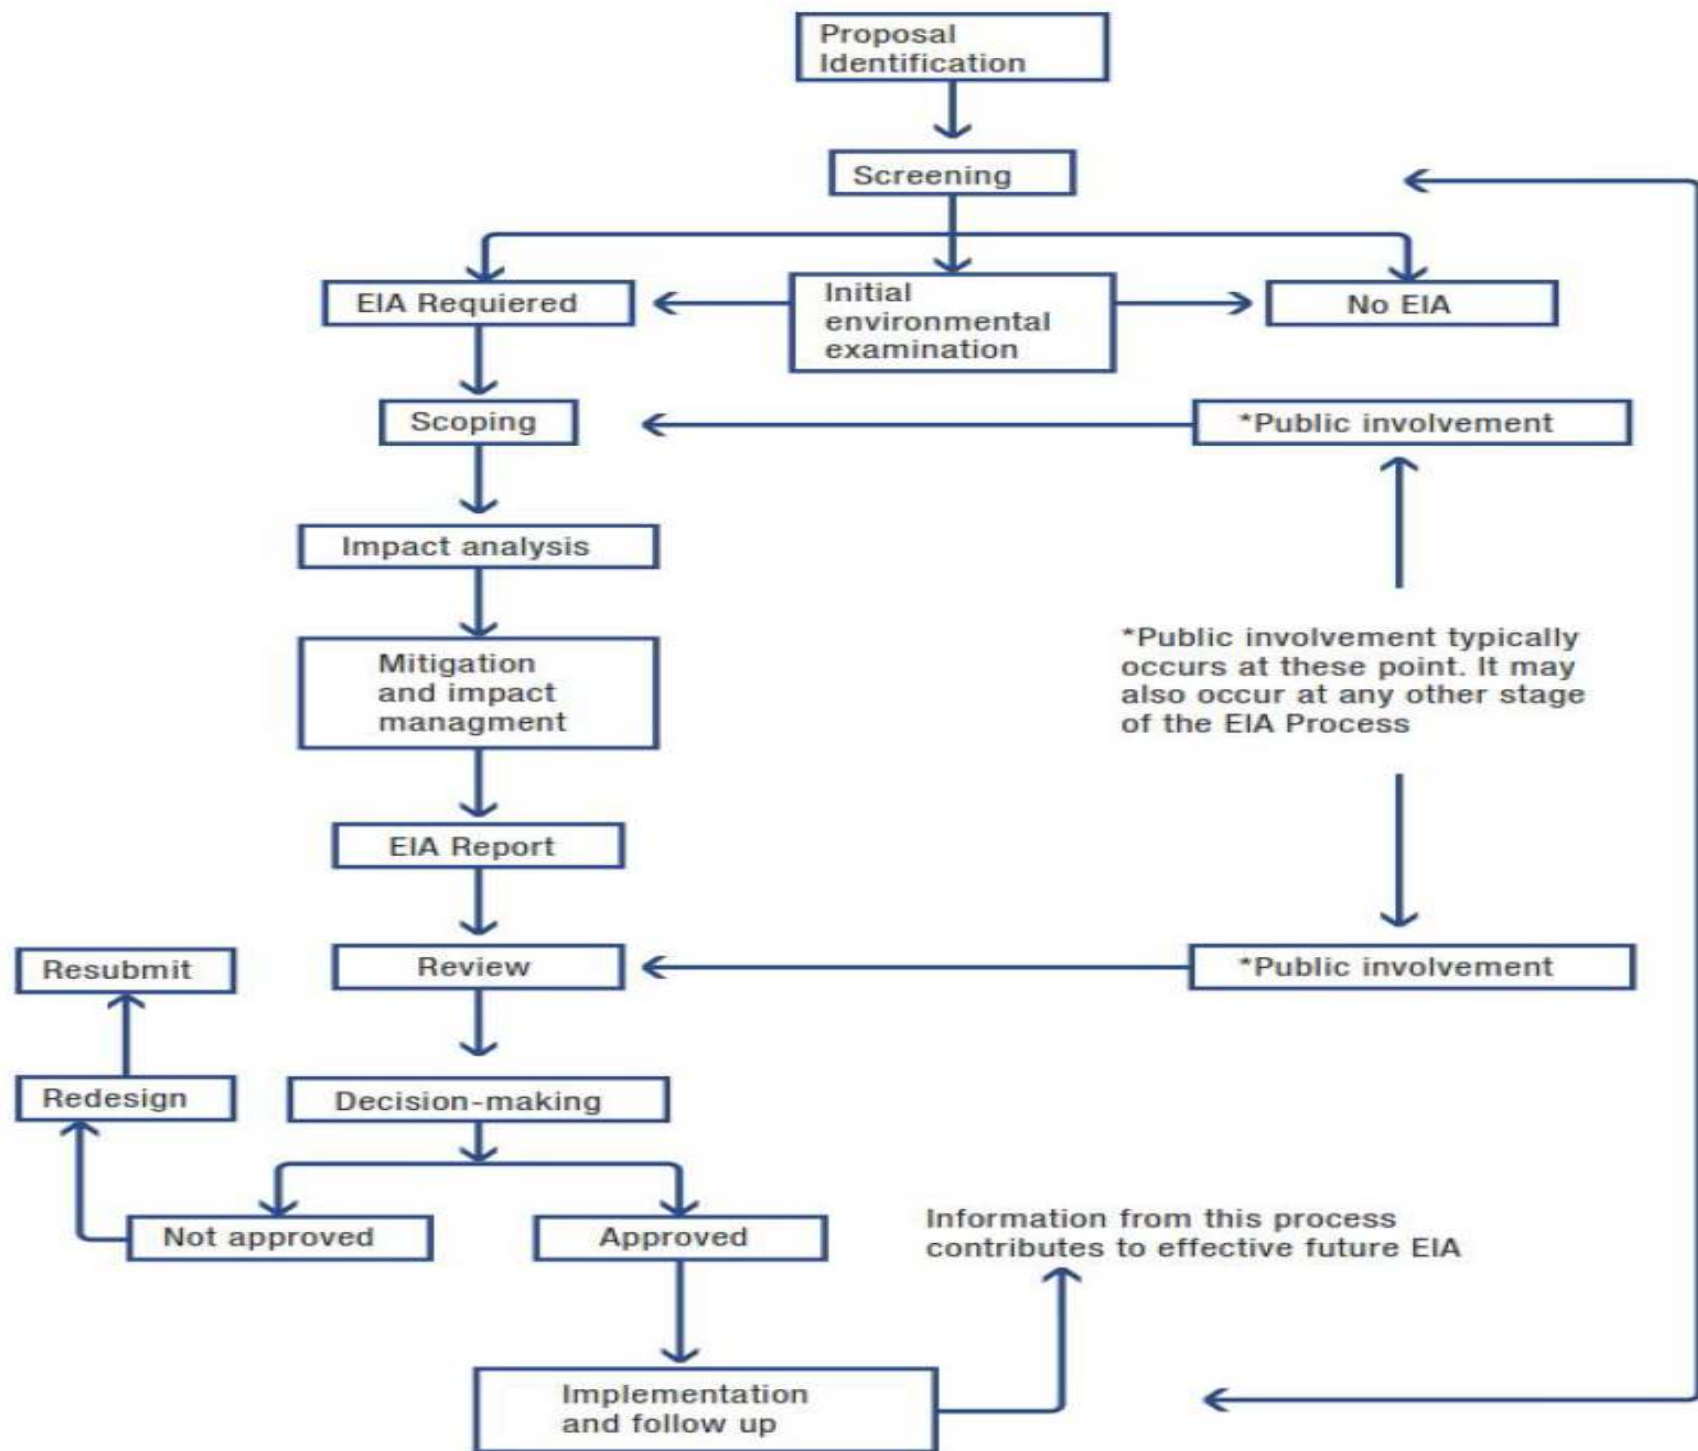 Proposal
Identification
Screening
EIA Requiered
Initial
environmental
examination
No EIA
Scoping
*Public involvement
Impact analysis
*Public involvement typically
occurs at these point. It may
also occur at any other stage
of the EIA Process
Mitigation
and impact
managment
EIA Report
Resubmit
Review
*Public involvement
Redesign
Decision-making
Not approved
Approved
Information from this process
contributes to effective future EIA
Implementation
and follow up